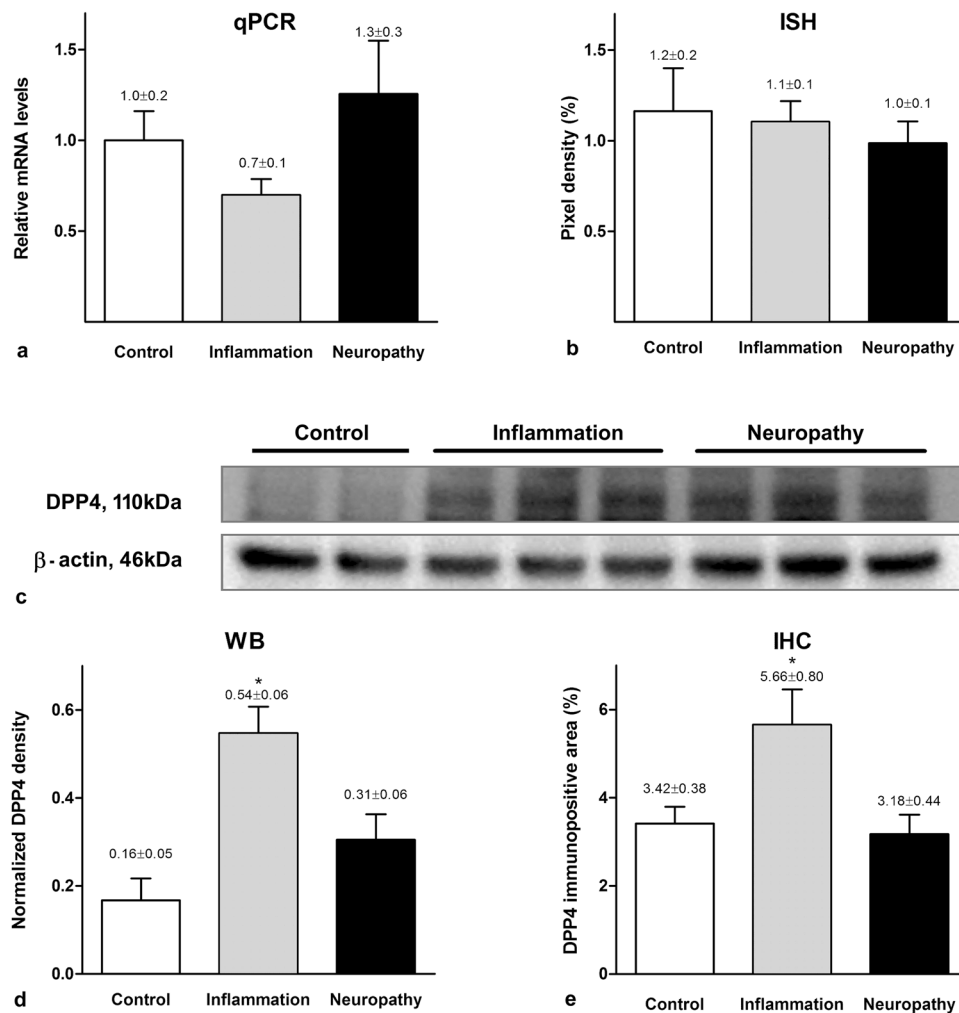 qPCR
Relative mRNA levels
1.5
1.0
0.5
1.0±0.2
0.7±0.1
1.3±0.3
Control Inflammation Neuropathy
a
ISH
Pixel density (%)
1.5
1.0
0.5
1.2±0.2
1.1±0.1
1.0±0.1
Control Inflammation Neuropathy
b
Control Inflammation Neuropathy
DPP4, 110kDa
β- actin, 46kDa
c
WB
Normalized DPP4 density
0.6
0.4
0.2
0.0
0.16±0.05
*
0.54±0.06
0.31±0.06
Control Inflammation Neuropathy
d
IHC
DPP4 immunopositive area (%)
6
4
2
0
3.42±0.38
*
5.66±0.80
3.18±0.44
Control Inflammation Neuropathy
e